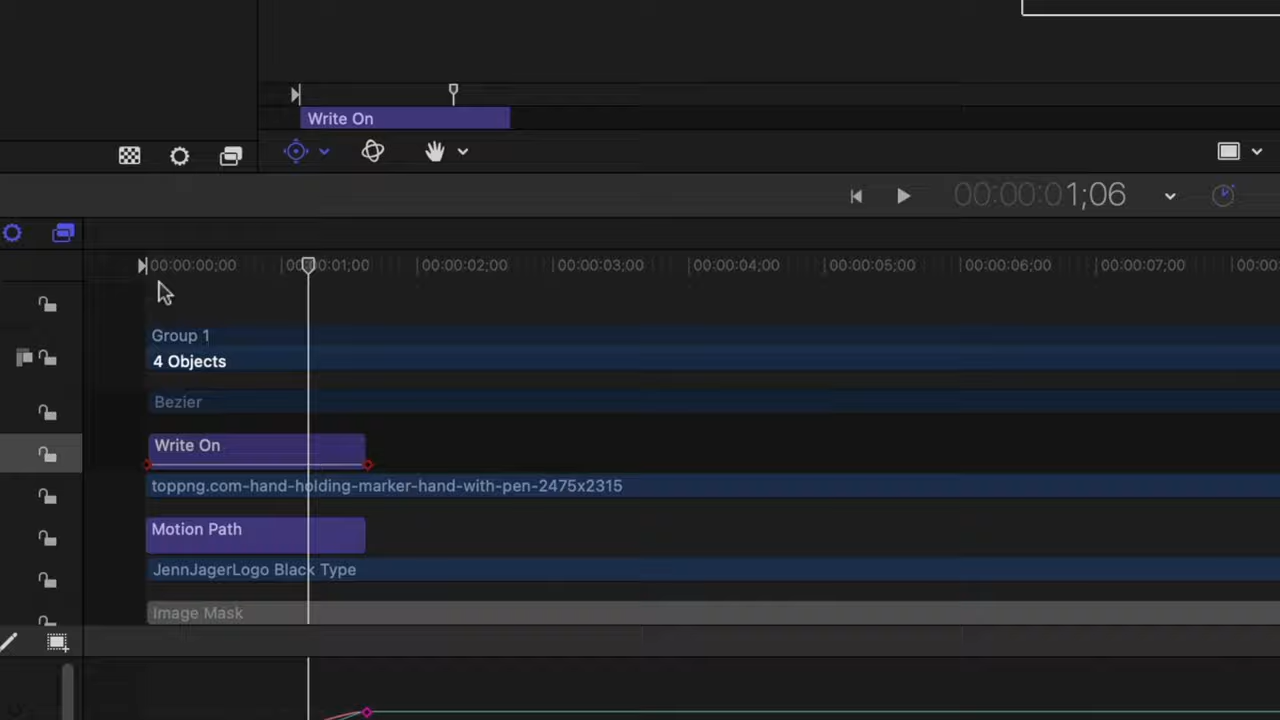 Write On
00:00:01;06
00:00:00;00 00:00:01;00 00:00:02;00 00:00:03;00 00:00:04;00 00:00:05;00 00:00:06;00 00:00:07;00 00:00
Group 1
4 Objects
Bezier
Write On
toppng.com-hand-holding-marker-hand-with-pen-2475x2315
Motion Path
JennJagerLogo Black Type
Image Mask